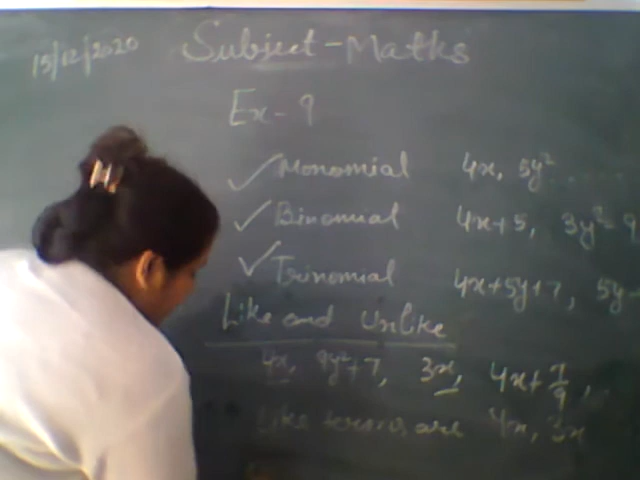 15/12/2020 Subject-Maths
Ex-9
✓ Monomial 4x, 5y² .....
✓ Binomial 4x+5, 3y²-9
✓ Trinomial 4x+5y+7, 5y-
Like and Unlike
4x, 9y²+7, 3x, 4x+7/9,
Like terms are 4x, 3x